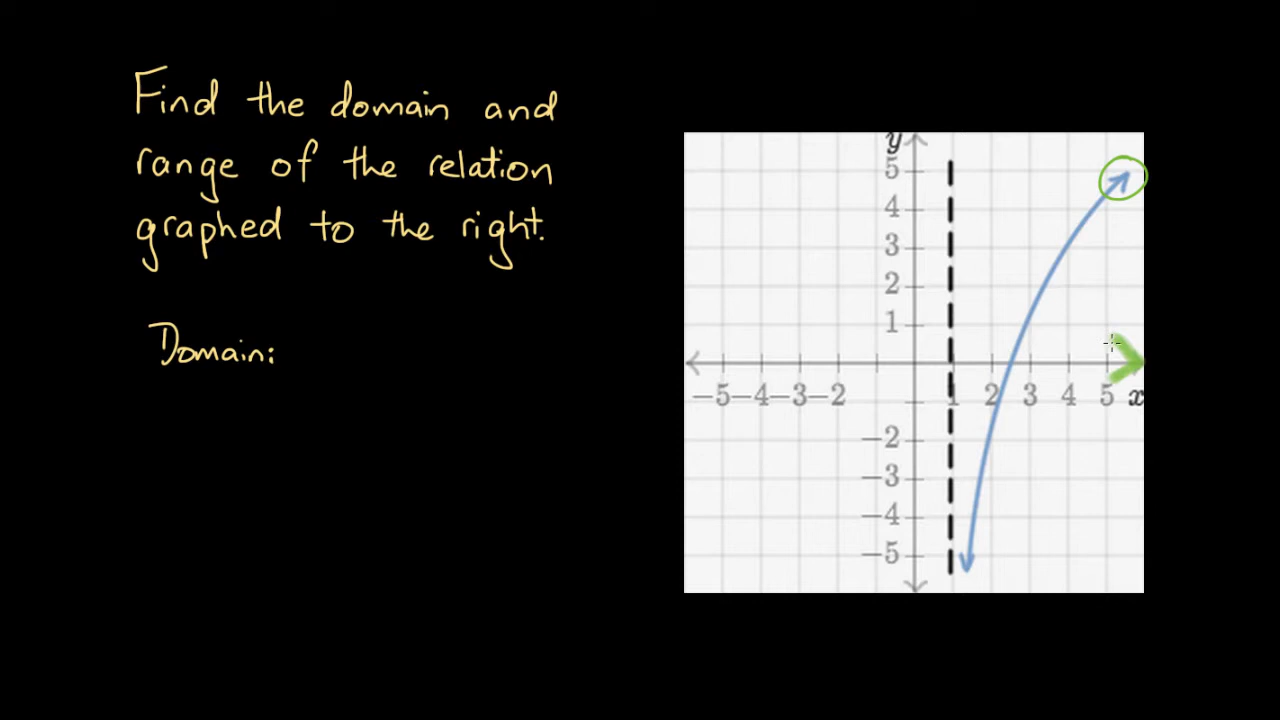 Find the domain and
range of the relation
graphed to the right.
Domain:
y
5
4
3
2
1
−5−4−3−2
1 2 3 4 5 x
−2
−3
−4
−5